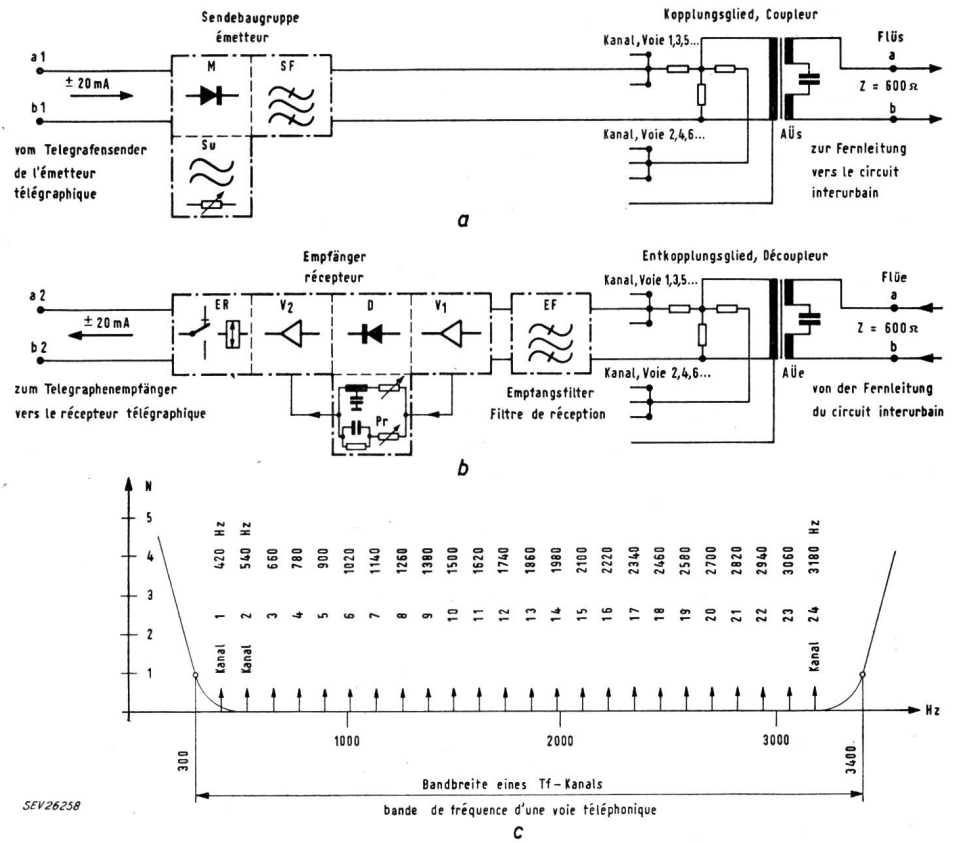 Sendebaugruppe
émetteur
Kopplungsglied, Coupleur
a1
± 20 mA
b1
M
SF
Su
Kanal, Voie 1,3,5...
Kanal, Voie 2,4,6...
Flüs
a
Z = 600 Ω
b
AÜs
vom Telegrafensender
de l'émetteur
télégraphique
zur Fernleitung
vers le circuit
interurbain
a
Empfänger
récepteur
Entkopplungsglied, Découpleur
a2
± 20 mA
b2
ER
V2
D
V1
EF
Pr
Kanal, Voie 1,3,5...
Kanal, Voie 2,4,6...
Flüe
a
Z = 600 Ω
b
AÜe
zum Telegraphenempfänger
vers le récepteur télégraphique
Empfangsfilter
Filtre de réception
von der Fernleitung
du circuit interurbain
b
N
5
4
3
2
1
Kanal 1 420 Hz
Kanal 2 540 Hz
3 660
4 780
5 900
6 1020
7 1140
8 1260
9 1380
10 1500
11 1620
12 1740
13 1860
14 1980
15 2100
16 2220
17 2340
18 2460
19 2580
20 2700
21 2820
22 2940
23 3060
Kanal 24 3180 Hz
Hz
300
1000
2000
3000
3400
Bandbreite eines Tf-Kanals
bande de fréquence d'une voie téléphonique
SEV26258
c